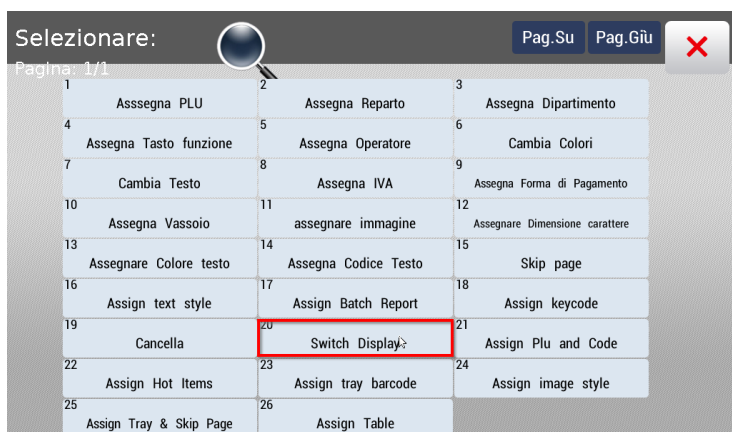 Selezionare:
Pag.Su
Pag.Gîu
Pagina: 1/1
1
Asssegna PLU
2
Assegna Reparto
3
Assegna Dipartimento
4
Assegna Tasto funzione
5
Assegna Operatore
6
Cambia Colori
7
Cambia Testo
8
Assegna IVA
9
Assegna Forma di Pagamento
10
Assegna Vassoio
11
assegnare immagine
12
Assegnare Dimensione carattere
13
Assegnare Colore testo
14
Assegna Codice Testo
15
Skip page
16
Assign text style
17
Assign Batch Report
18
Assign keycode
19
Cancella
20
Switch Display
21
Assign Plu and Code
22
Assign Hot Items
23
Assign tray barcode
24
Assign image style
25
Assign Tray & Skip Page
26
Assign Table